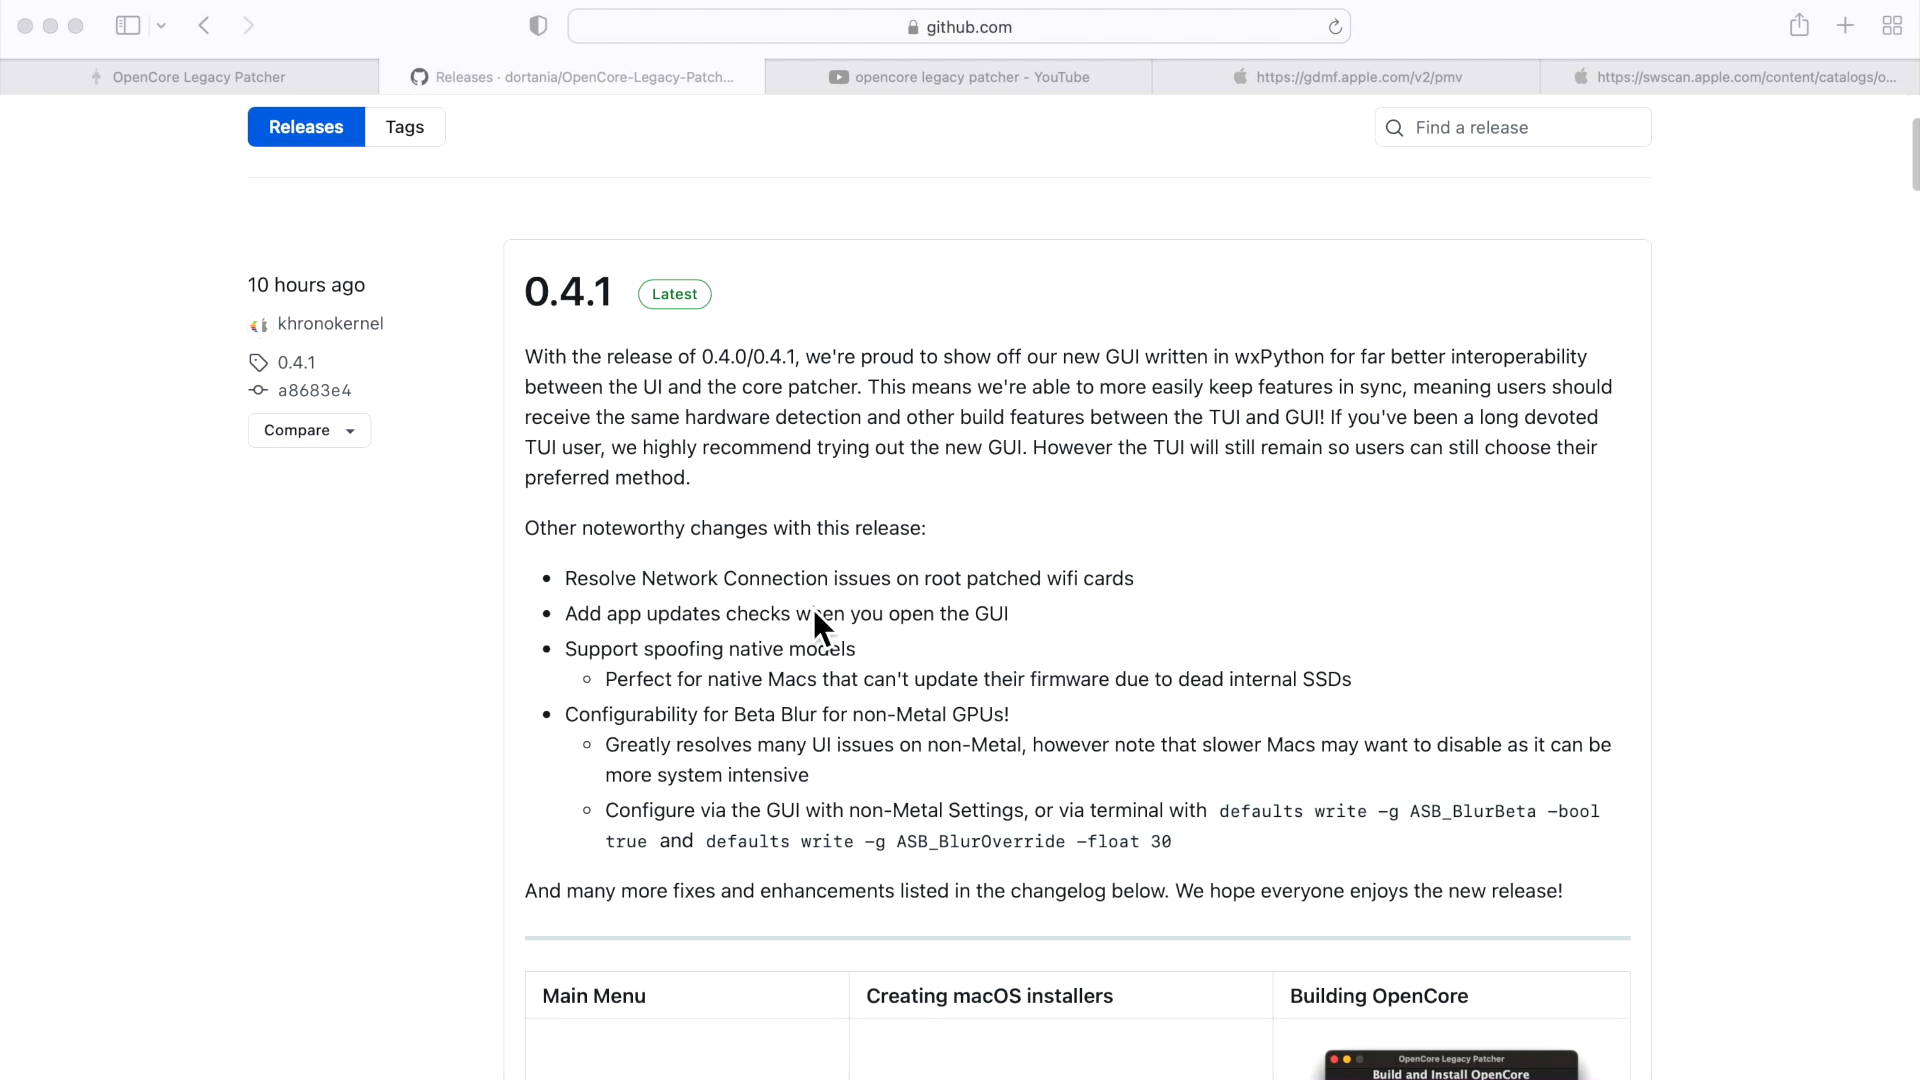 github.com
OpenCore Legacy Patcher
Releases · dortania/OpenCore-Legacy-Patch...
opencore legacy patcher - YouTube
https://gdmf.apple.com/v2/pmv
https://swscan.apple.com/content/catalogs/o...
Releases
Tags
Find a release
10 hours ago
khronokernel
0.4.1
a8683e4
Compare
0.4.1
Latest
With the release of 0.4.0/0.4.1, we're proud to show off our new GUI written in wxPython for far better interoperability
between the UI and the core patcher. This means we're able to more easily keep features in sync, meaning users should
receive the same hardware detection and other build features between the TUI and GUI! If you've been a long devoted
TUI user, we highly recommend trying out the new GUI. However the TUI will still remain so users can still choose their
preferred method.
Other noteworthy changes with this release:
• Resolve Network Connection issues on root patched wifi cards
• Add app updates checks when you open the GUI
• Support spoofing native models
◦ Perfect for native Macs that can't update their firmware due to dead internal SSDs
• Configurability for Beta Blur for non-Metal GPUs!
◦ Greatly resolves many UI issues on non-Metal, however note that slower Macs may want to disable as it can be
more system intensive
◦ Configure via the GUI with non-Metal Settings, or via terminal with defaults write -g ASB_BlurBeta -bool
true and defaults write -g ASB_BlurOverride -float 30
And many more fixes and enhancements listed in the changelog below. We hope everyone enjoys the new release!
Main Menu
Creating macOS installers
Building OpenCore
OpenCore Legacy Patcher
Build and Install OpenCore